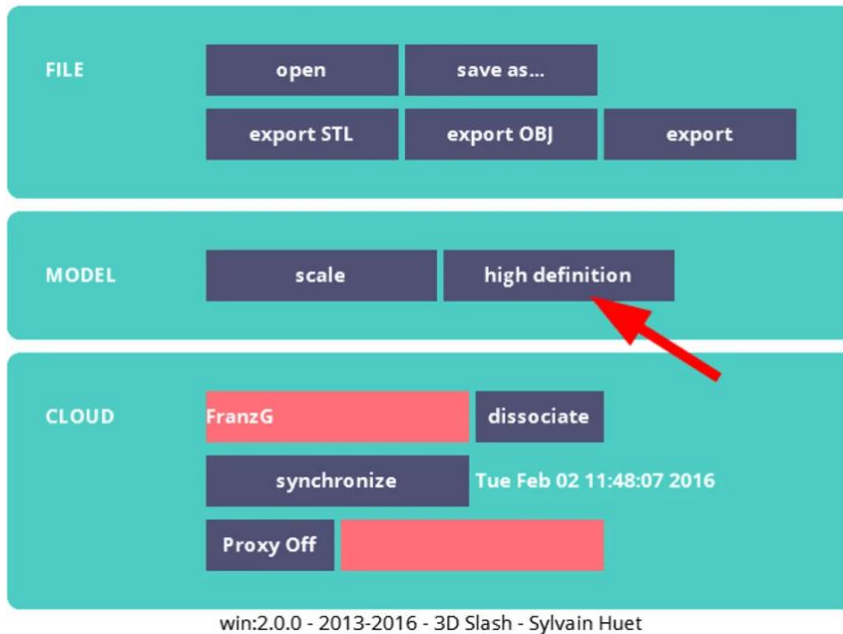 FILE open save as...
export STL export OBJ export
MODEL scale high definition
CLOUD FranzG dissociate
synchronize Tue Feb 02 11:48:07 2016
Proxy Off
win:2.0.0 - 2013-2016 - 3D Slash - Sylvain Huet